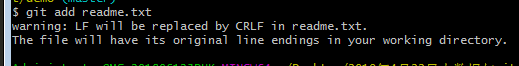 (master)
$ git add readme.txt
warning: LF will be replaced by CRLF in readme.txt.
The file will have its original line endings in your working directory.